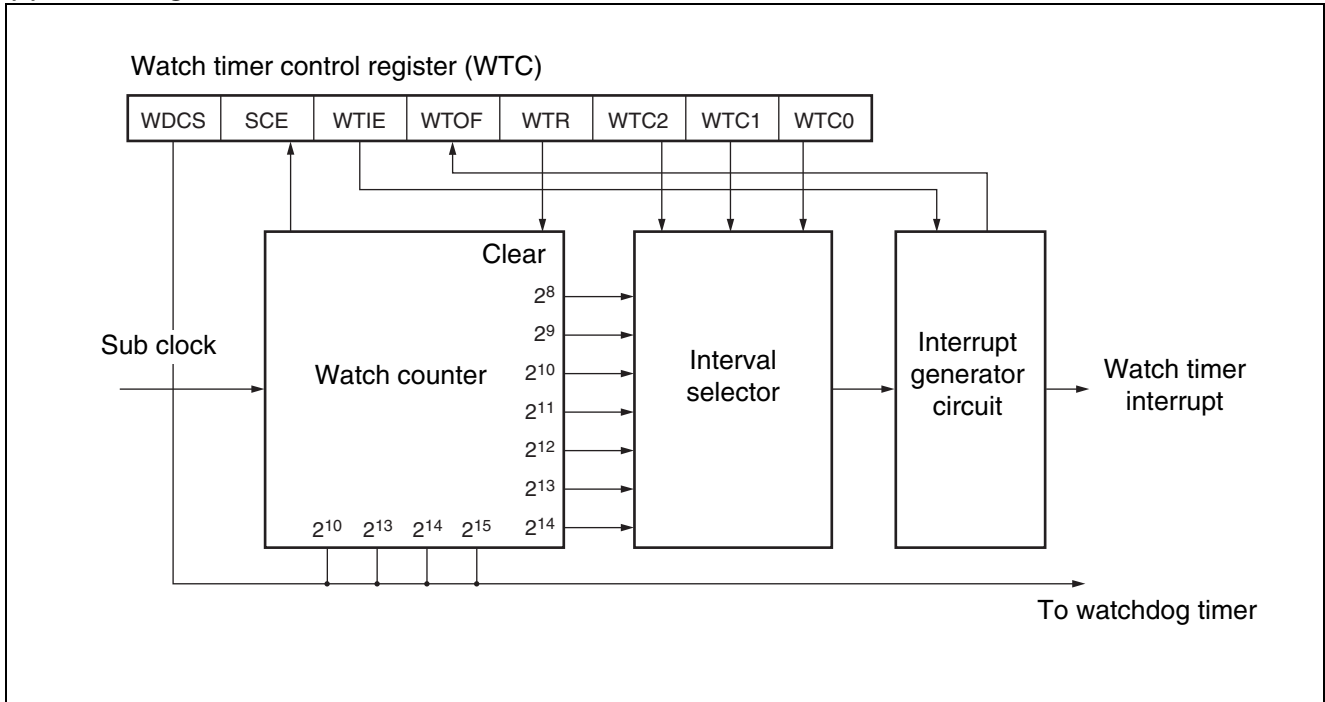 Watch timer control register (WTC)
WDCS SCE WTIE WTOF WTR WTC2 WTC1 WTC0
Clear
2⁸
2⁹
2¹⁰
2¹¹
2¹²
2¹³
2¹⁴
Sub clock
Watch counter
2¹⁰ 2¹³ 2¹⁴ 2¹⁵
Interval
selector
Interrupt
generator
circuit
Watch timer
interrupt
To watchdog timer